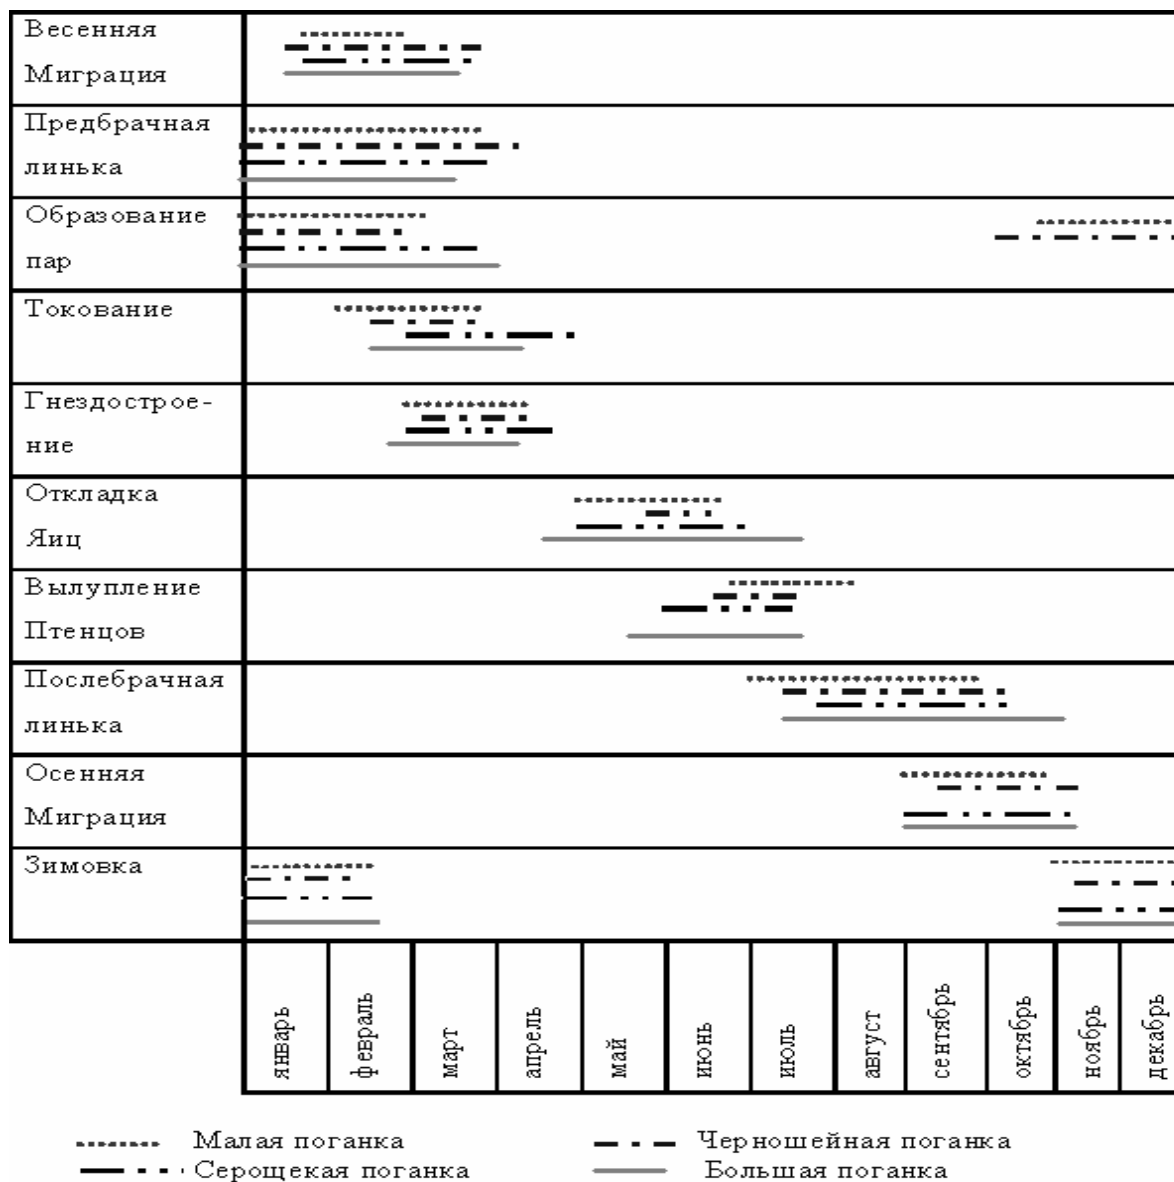 Весенняя
Миграция
Предбрачная
линька
Образование
пар
Токование
Гнездострое-
ние
Откладка
Яиц
Вылупление
Птенцов
Послебрачная
линька
Осенняя
Миграция
Зимовка
январь
февраль
март
апрель
май
июнь
июль
август
сентябрь
октябрь
ноябрь
декабрь
Малая поганка
Черношейная поганка
Серощекая поганка
Большая поганка